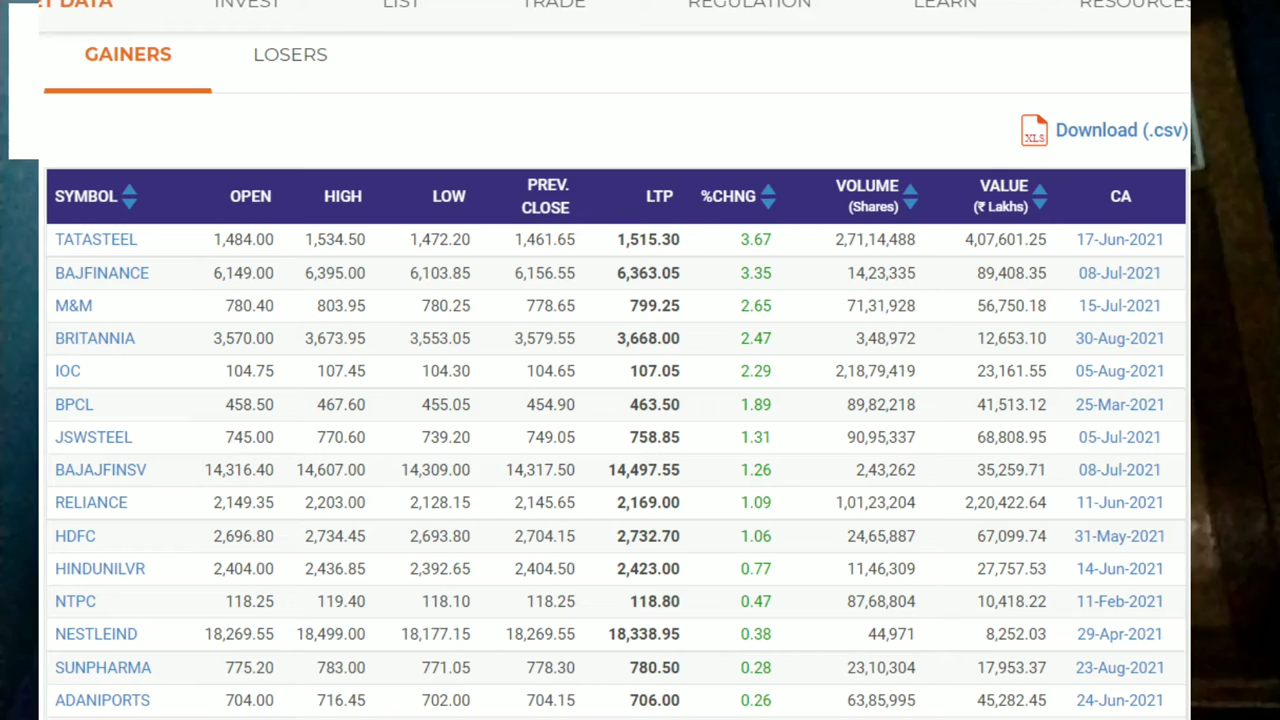 ET DATA INVEST LIST TRADE REGULATION LEARN RESOURCES
GAINERS LOSERS
XLS Download (.csv)
SYMBOL OPEN HIGH LOW PREV. CLOSE LTP %CHNG VOLUME (Shares) VALUE (₹ Lakhs) CA
TATASTEEL 1,484.00 1,534.50 1,472.20 1,461.65 1,515.30 3.67 2,71,14,488 4,07,601.25 17-Jun-2021
BAJFINANCE 6,149.00 6,395.00 6,103.85 6,156.55 6,363.05 3.35 14,23,335 89,408.35 08-Jul-2021
M&M 780.40 803.95 780.25 778.65 799.25 2.65 71,31,928 56,750.18 15-Jul-2021
BRITANNIA 3,570.00 3,673.95 3,553.05 3,579.55 3,668.00 2.47 3,48,972 12,653.10 30-Aug-2021
IOC 104.75 107.45 104.30 104.65 107.05 2.29 2,18,79,419 23,161.55 05-Aug-2021
BPCL 458.50 467.60 455.05 454.90 463.50 1.89 89,82,218 41,513.12 25-Mar-2021
JSWSTEEL 745.00 770.60 739.20 749.05 758.85 1.31 90,95,337 68,808.95 05-Jul-2021
BAJAJFINSV 14,316.40 14,607.00 14,309.00 14,317.50 14,497.55 1.26 2,43,262 35,259.71 08-Jul-2021
RELIANCE 2,149.35 2,203.00 2,128.15 2,145.65 2,169.00 1.09 1,01,23,204 2,20,422.64 11-Jun-2021
HDFC 2,696.80 2,734.45 2,693.80 2,704.15 2,732.70 1.06 24,65,887 67,099.74 31-May-2021
HINDUNILVR 2,404.00 2,436.85 2,392.65 2,404.50 2,423.00 0.77 11,46,309 27,757.53 14-Jun-2021
NTPC 118.25 119.40 118.10 118.25 118.80 0.47 87,68,804 10,418.22 11-Feb-2021
NESTLEIND 18,269.55 18,499.00 18,177.15 18,269.55 18,338.95 0.38 44,971 8,252.03 29-Apr-2021
SUNPHARMA 775.20 783.00 771.05 778.30 780.50 0.28 23,10,304 17,953.37 23-Aug-2021
ADANIPORTS 704.00 716.45 702.00 704.15 706.00 0.26 63,85,995 45,282.45 24-Jun-2021